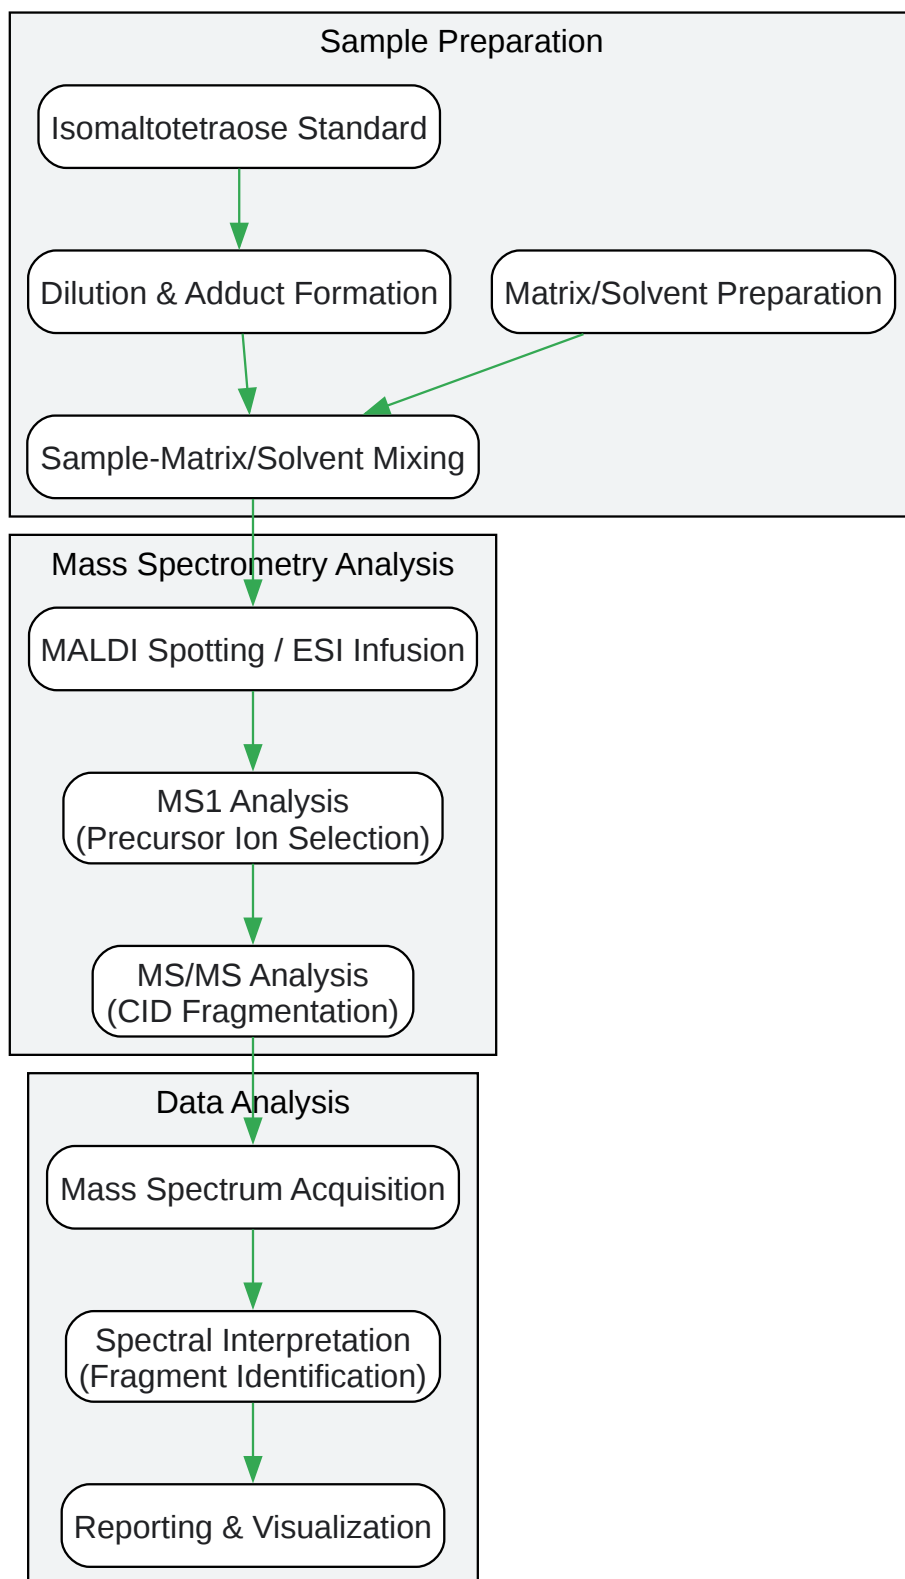 Sample Preparation
Isomaltotetraose Standard
Dilution & Adduct Formation
Matrix/Solvent Preparation
Sample-Matrix/Solvent Mixing
Mass Spectrometry Analysis
MALDI Spotting / ESI Infusion
MS1 Analysis
(Precursor Ion Selection)
MS/MS Analysis
(CID Fragmentation)
Data Analysis
Mass Spectrum Acquisition
Spectral Interpretation
(Fragment Identification)
Reporting & Visualization